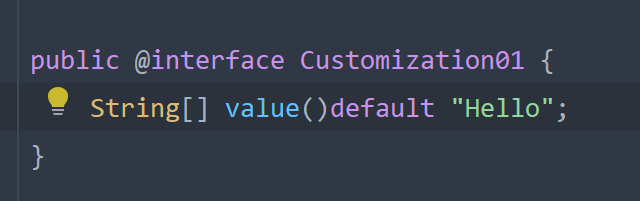 public @interface Customization01 {
String[] value()default "Hello";
}